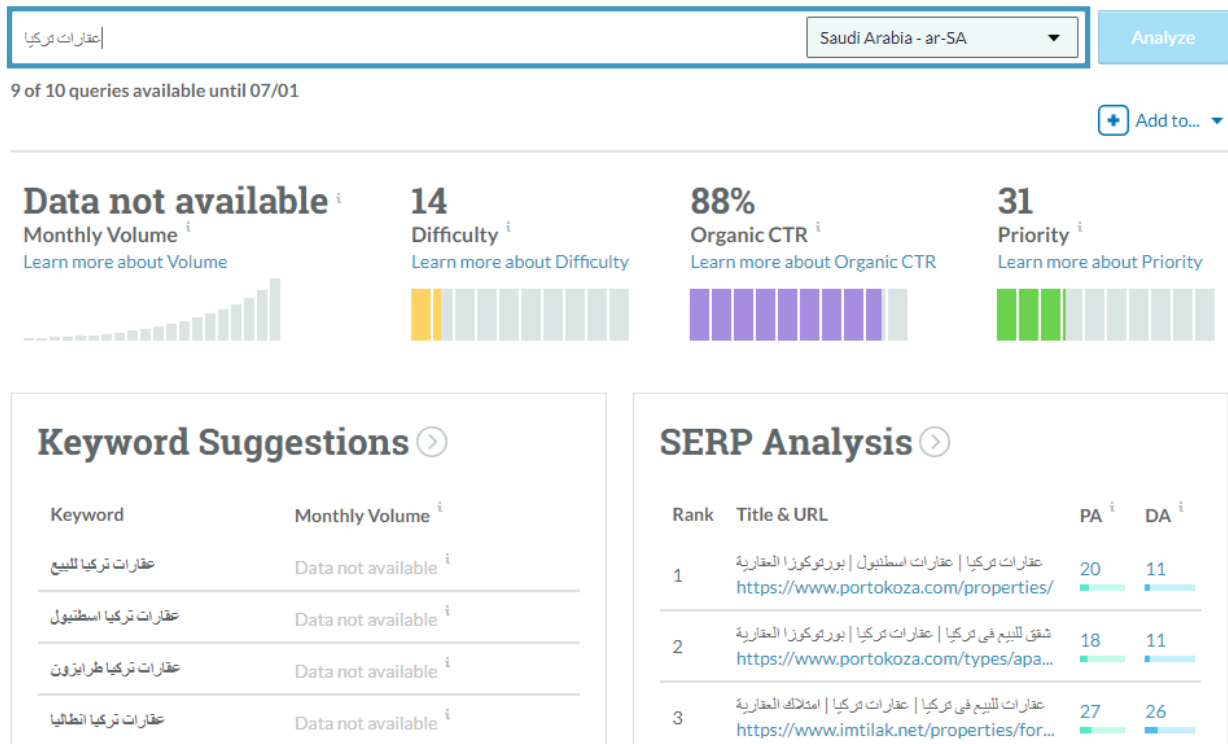 عقارات تركيا
Saudi Arabia - ar-SA
Analyze
9 of 10 queries available until 07/01
Add to...
Data not available i
Monthly Volume i
Learn more about Volume
14
Difficulty i
Learn more about Difficulty
88%
Organic CTR i
Learn more about Organic CTR
31
Priority i
Learn more about Priority
Keyword Suggestions
Keyword Monthly Volume i
عقارات تركيا للبيع Data not available i
عقارات تركيا اسطنبول Data not available i
عقارات تركيا طرابزون Data not available i
عقارات تركيا انطاليا Data not available i
SERP Analysis
Rank Title & URL PA i DA i
1 عقارات تركيا | عقارات اسطنبول | بورتوكوزا العقارية 20 11
https://www.portokoza.com/properties/
2 شقق للبيع في تركيا | عقارات تركيا | بورتوكوزا العقارية 18 11
https://www.portokoza.com/types/apa...
3 عقارات للبيع في تركيا | عقارات تركيا | امتلاك العقارية 27 26
https://www.imtilak.net/properties/for...